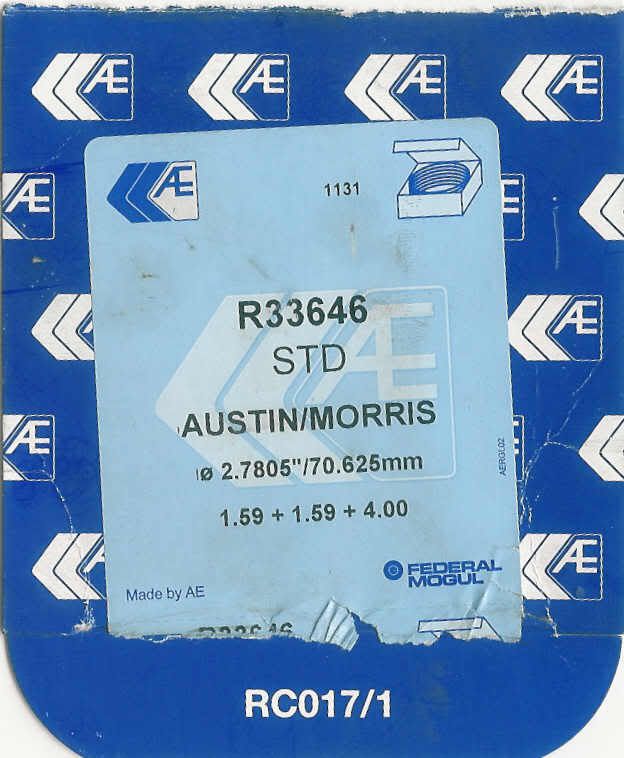 Æ Æ Æ Æ
Æ Æ
1131
Æ Æ
R33646
STD
Æ
AUSTIN/MORRIS
Æ
ø 2.7805"/70.625mm
AERGL02
1.59 + 1.59 + 4.00
Æ
FEDERAL
MOGUL
Made by AE
R33646
RC017/1